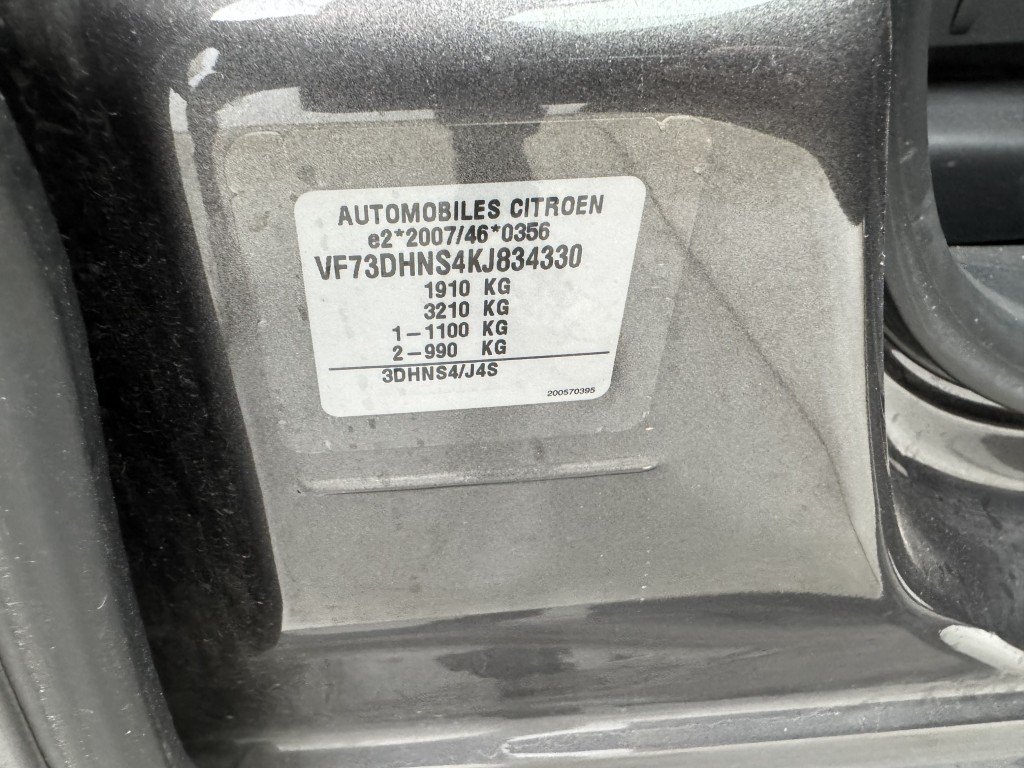 AUTOMOBILES CITROEN
e2*2007/46*0356
VF73DHNS4KJ834330
1910 KG
3210 KG
1-1100 KG
2-990 KG
3DHNS4/J4S
200570395